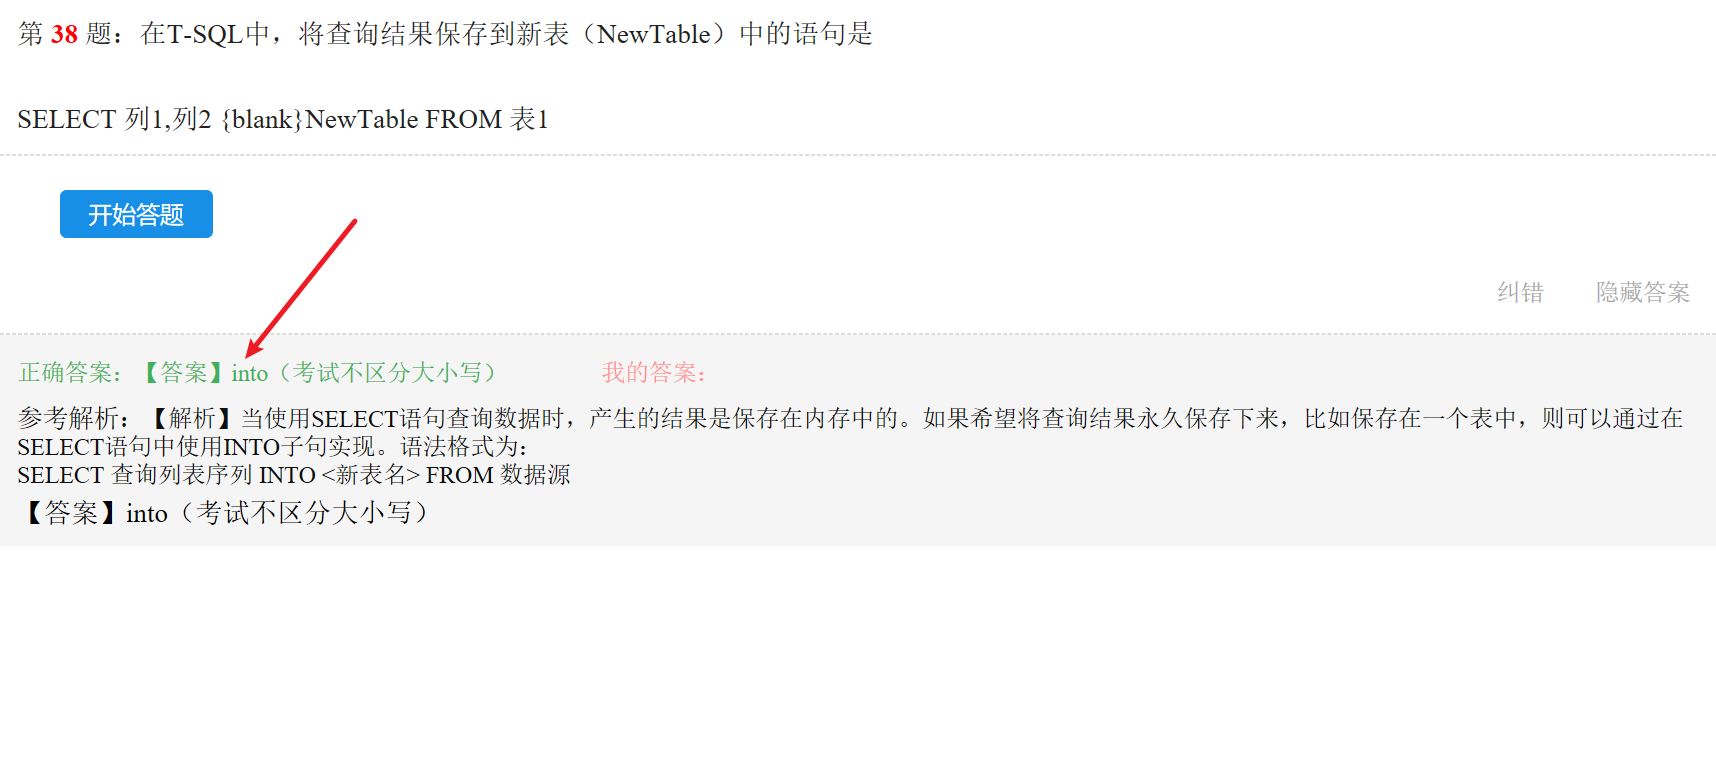 第 38 题：在T-SQL中，将查询结果保存到新表（NewTable）中的语句是
SELECT 列1,列2 {blank}NewTable FROM 表1
开始答题
纠错 隐藏答案
正确答案：【答案】into（考试不区分大小写） 我的答案：
参考解析：【解析】当使用SELECT语句查询数据时，产生的结果是保存在内存中的。如果希望将查询结果永久保存下来，比如保存在一个表中，则可以通过在
SELECT语句中使用INTO子句实现。语法格式为：
SELECT 查询列表序列 INTO <新表名> FROM 数据源
【答案】into（考试不区分大小写）